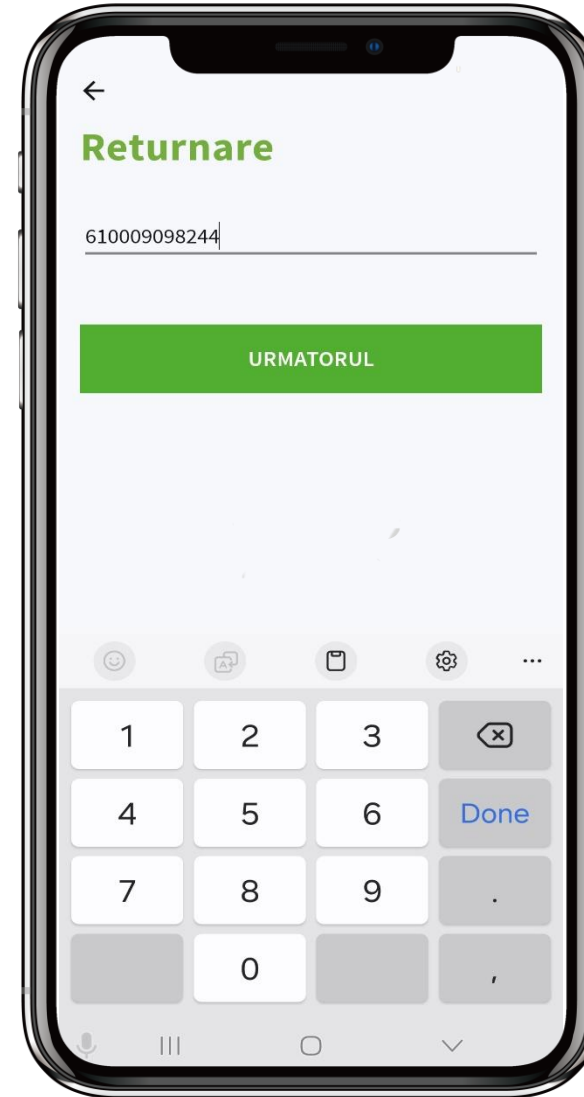 Returnare
610009098244
URMATORUL
1 2 3
4 5 6 Done
7 8 9 .
0 ,